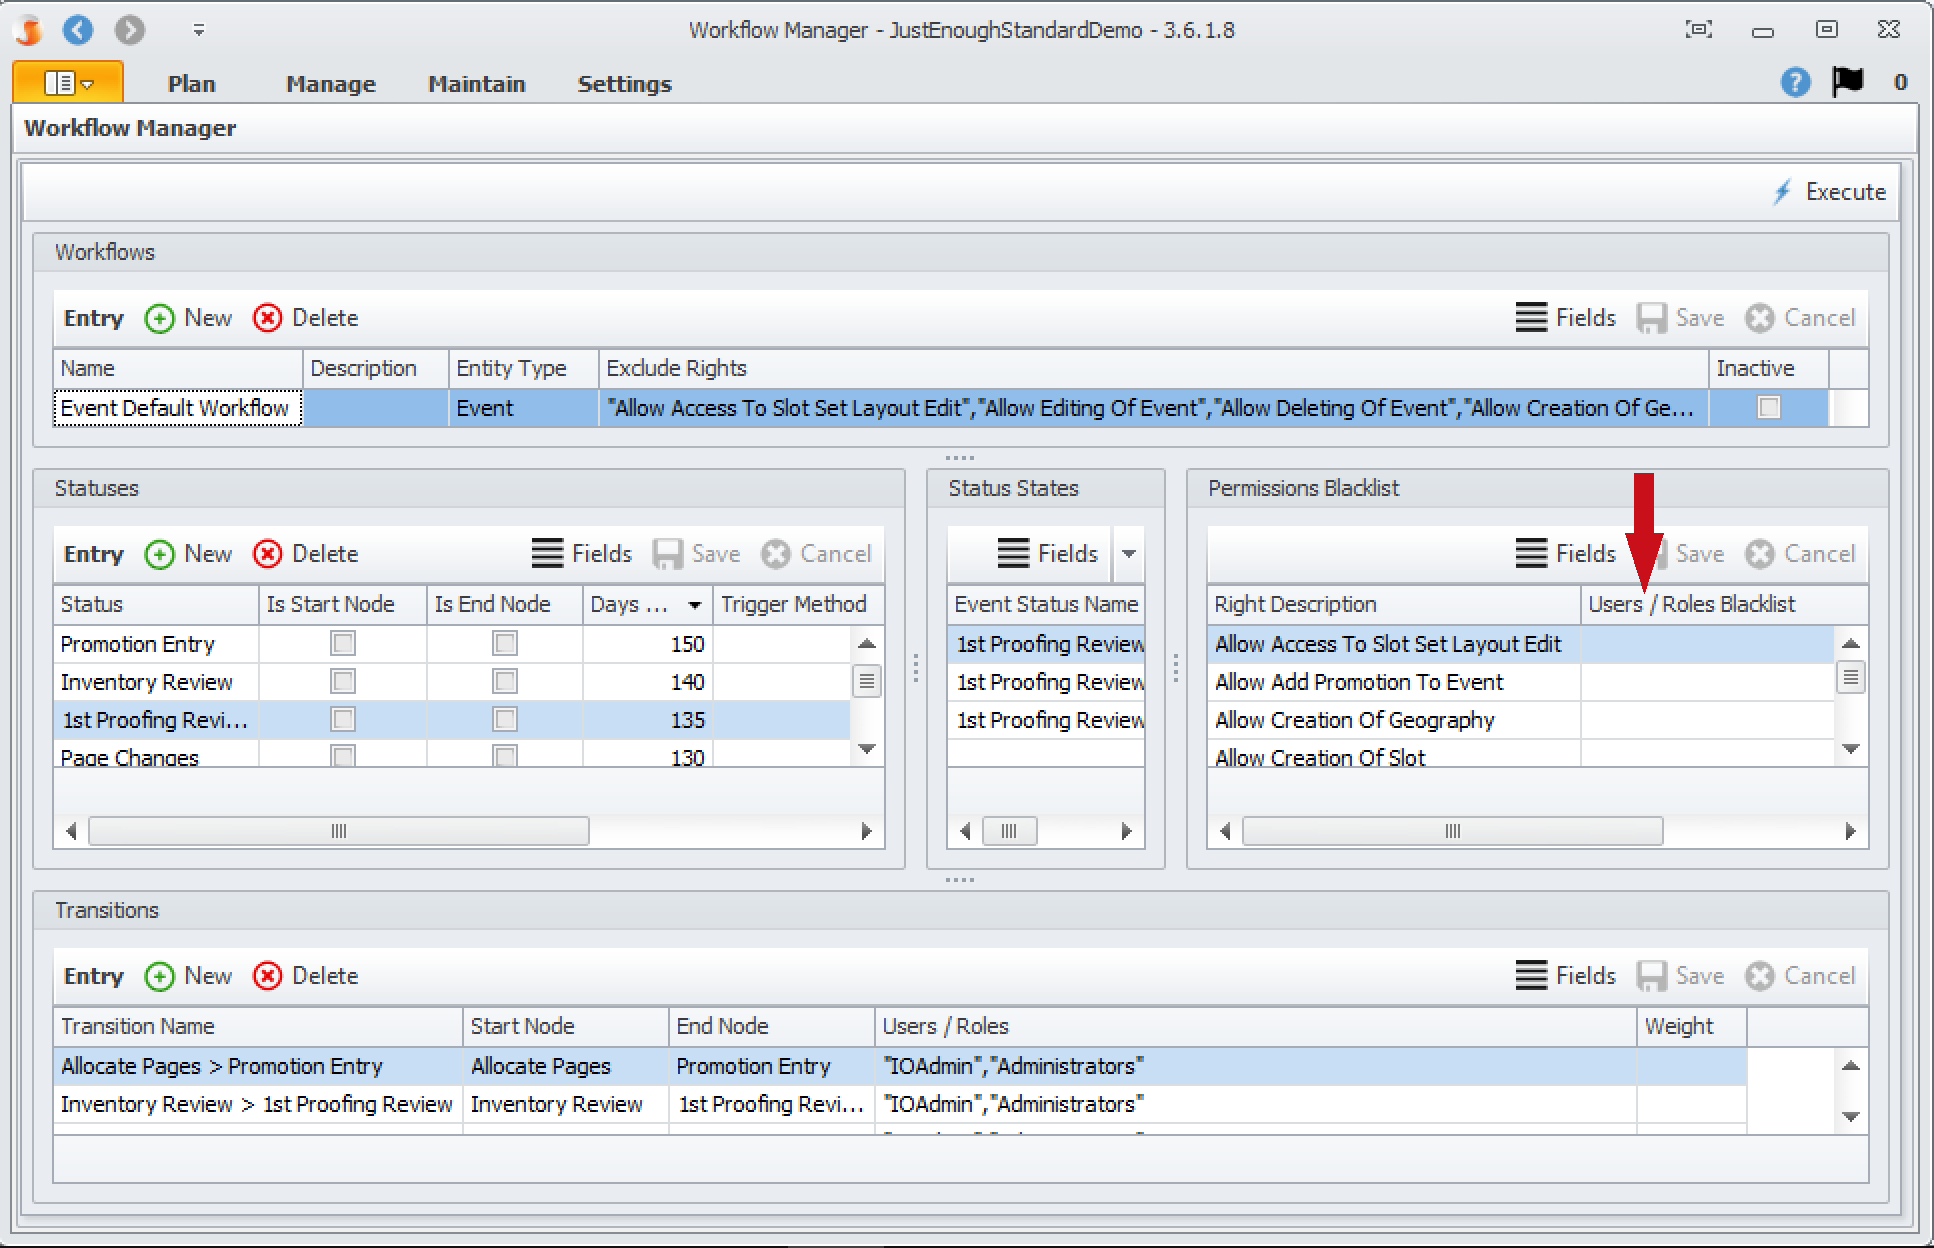 Workflow Manager - JustEnoughStandardDemo - 3.6.1.8
Plan Manage Maintain Settings ? 0
Workflow Manager
Execute
Workflows
Entry New Delete Fields Save Cancel
Name Description Entity Type Exclude Rights Inactive
Event Default Workflow Event "Allow Access To Slot Set Layout Edit","Allow Editing Of Event","Allow Deleting Of Event","Allow Creation Of Ge...
Statuses
Entry New Delete Fields Save Cancel
Status Is Start Node Is End Node Days ... Trigger Method
Promotion Entry 150
Inventory Review 140
1st Proofing Revi... 135
Page Changes 130
Status States
Fields
Event Status Name
1st Proofing Review
1st Proofing Review
1st Proofing Review
Permissions Blacklist
Fields Save Cancel
Right Description Users / Roles Blacklist
Allow Access To Slot Set Layout Edit
Allow Add Promotion To Event
Allow Creation Of Geography
Allow Creation Of Slot
Transitions
Entry New Delete Fields Save Cancel
Transition Name Start Node End Node Users / Roles Weight
Allocate Pages > Promotion Entry Allocate Pages Promotion Entry "IOAdmin","Administrators"
Inventory Review > 1st Proofing Review Inventory Review 1st Proofing Revi... "IOAdmin","Administrators"